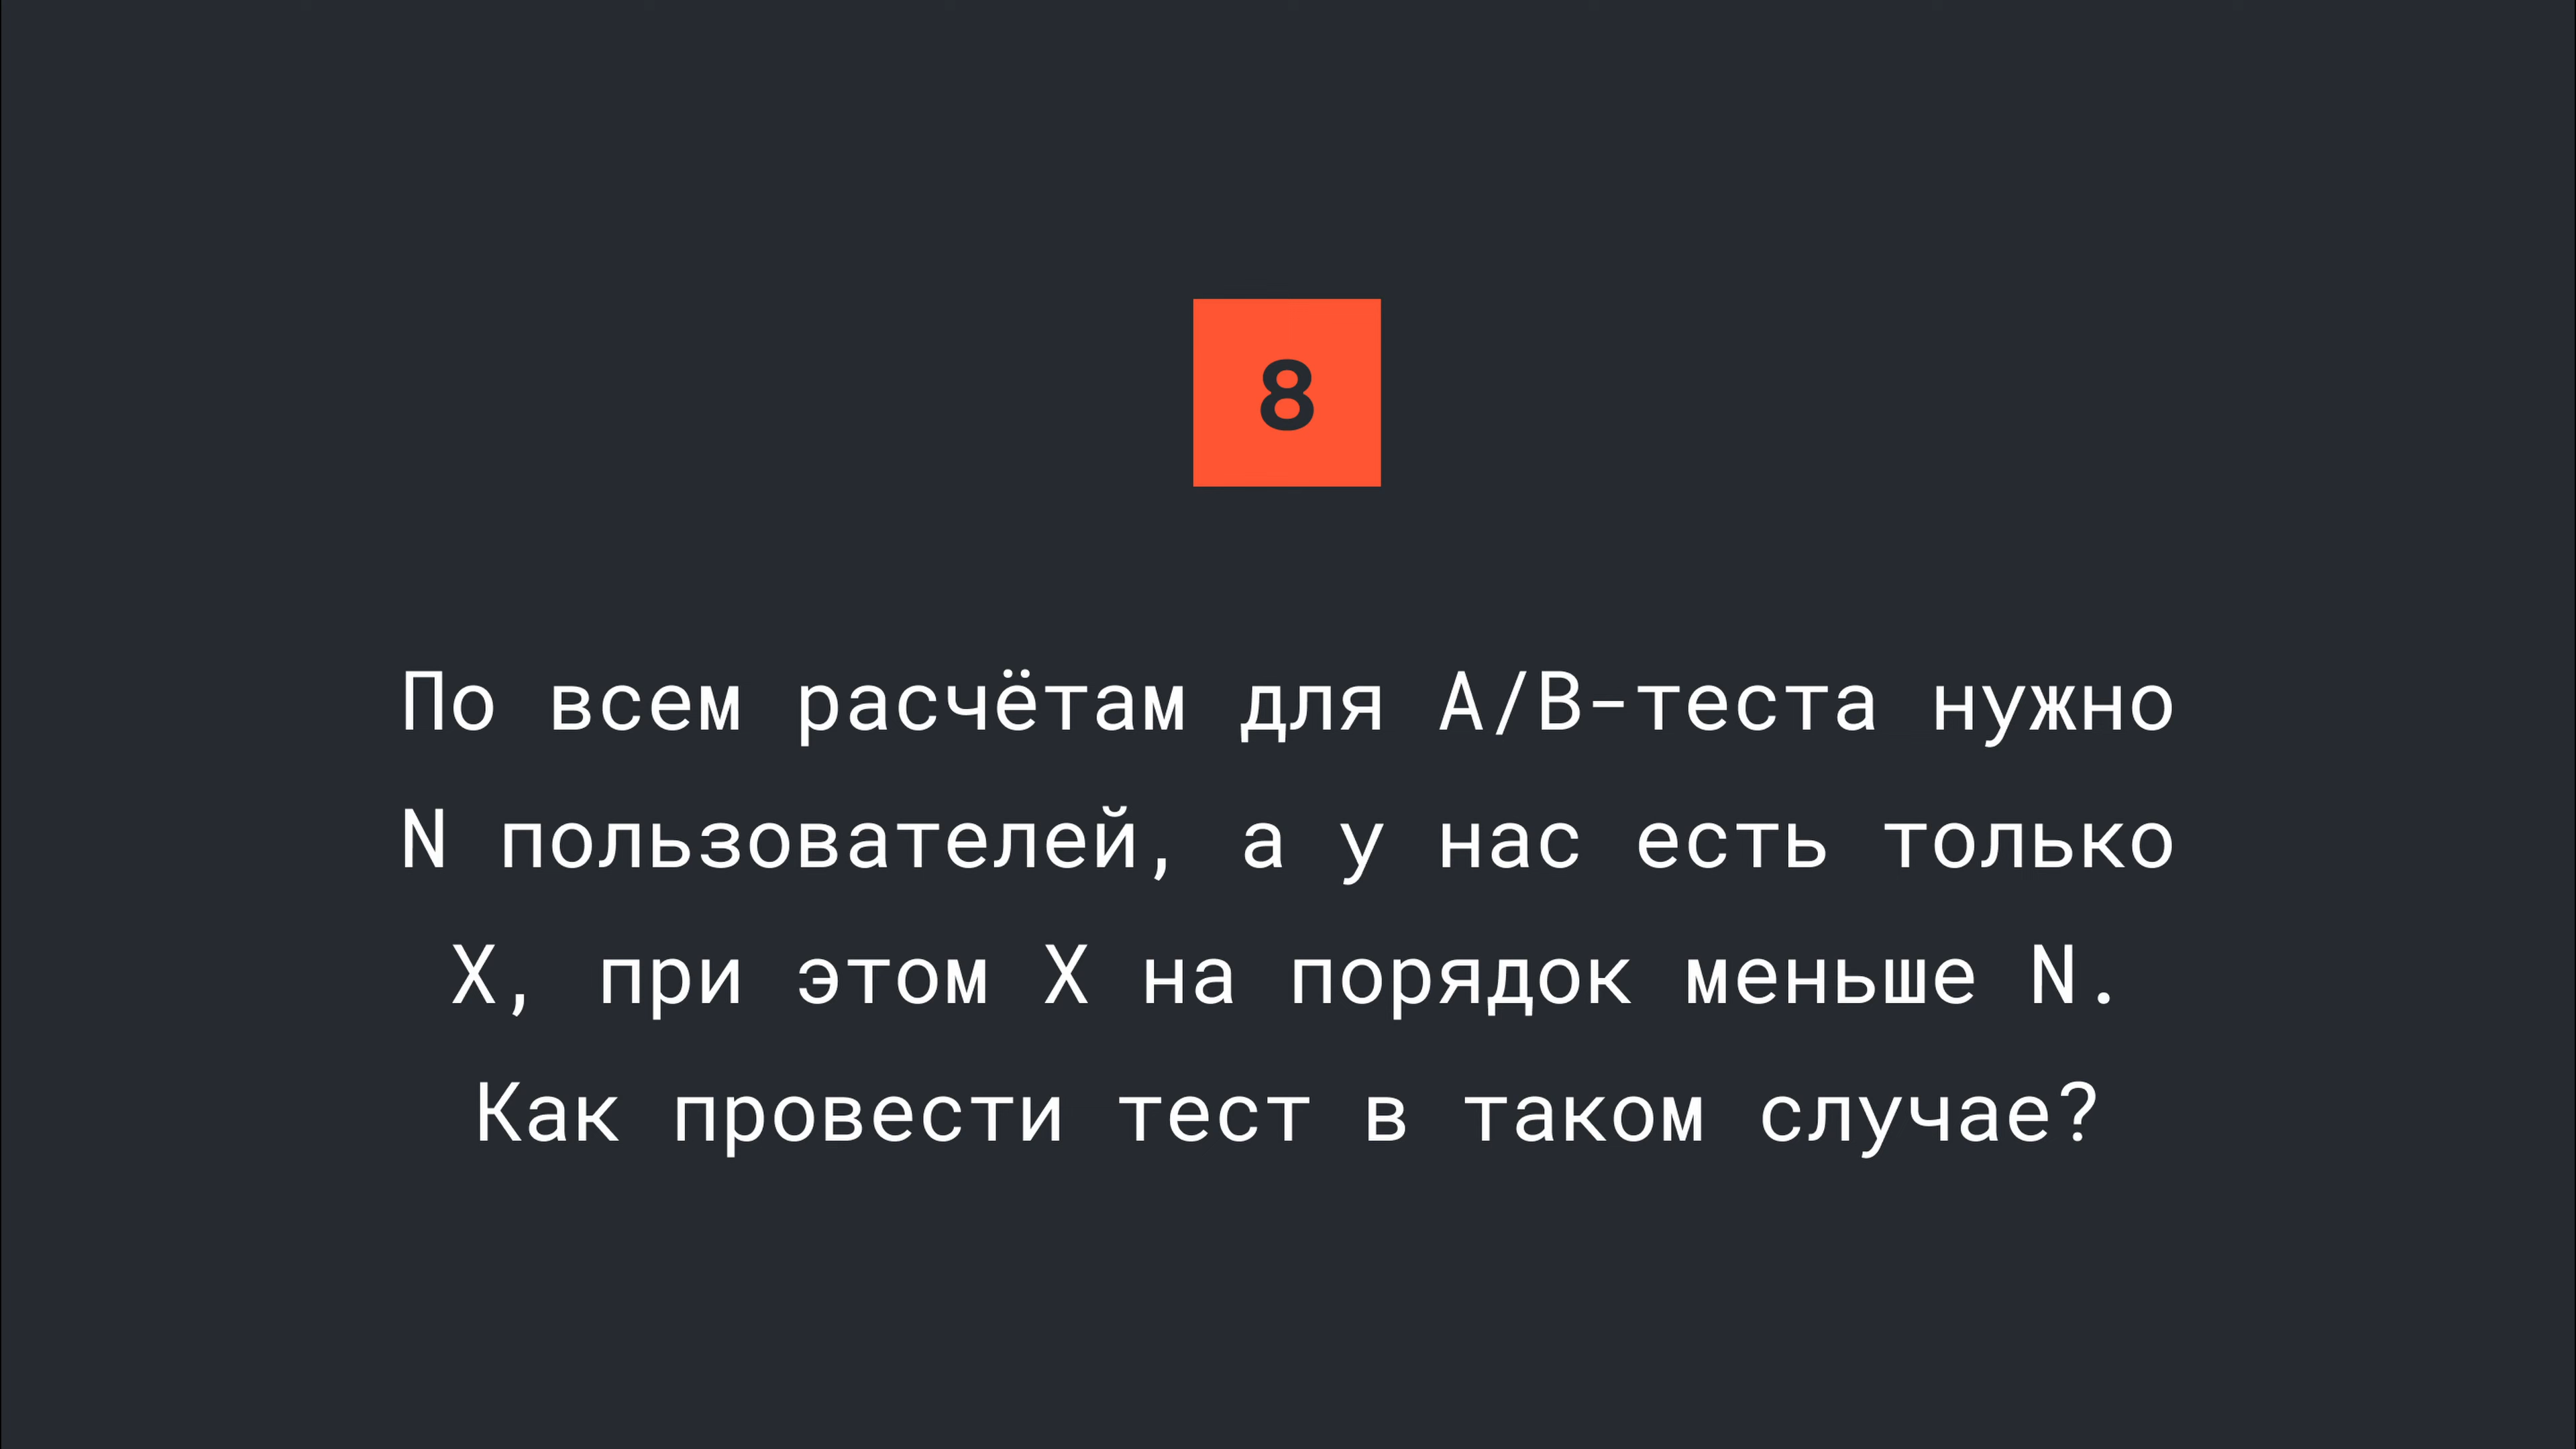 8
По всем расчётам для A/B-теста нужно
N пользователей, а у нас есть только
X, при этом X на порядок меньше N.
Как провести тест в таком случае?